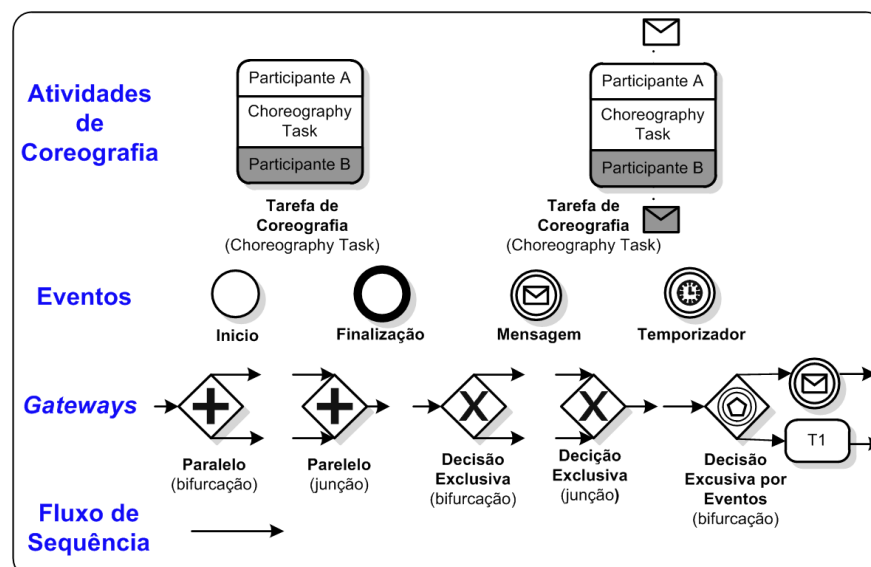 Atividades
de
Coreografia
Participante A
Choreography
Task
Participante B
Tarefa de
Coreografia
(Choreography Task)
Participante A
Choreography
Task
Participante B
Tarefa de
Coreografia
(Choreography Task)
Eventos
Inicio
Finalização
Mensagem
Temporizador
Gateways
Paralelo
(bifurcação)
Parelelo
(junção)
X
Decisão
Exclusiva
(bifurcação)
X
Decição
Exclusiva
(junção)
T1
Decisão
Excusiva por
Eventos
(bifurcação)
Fluxo de
Sequência